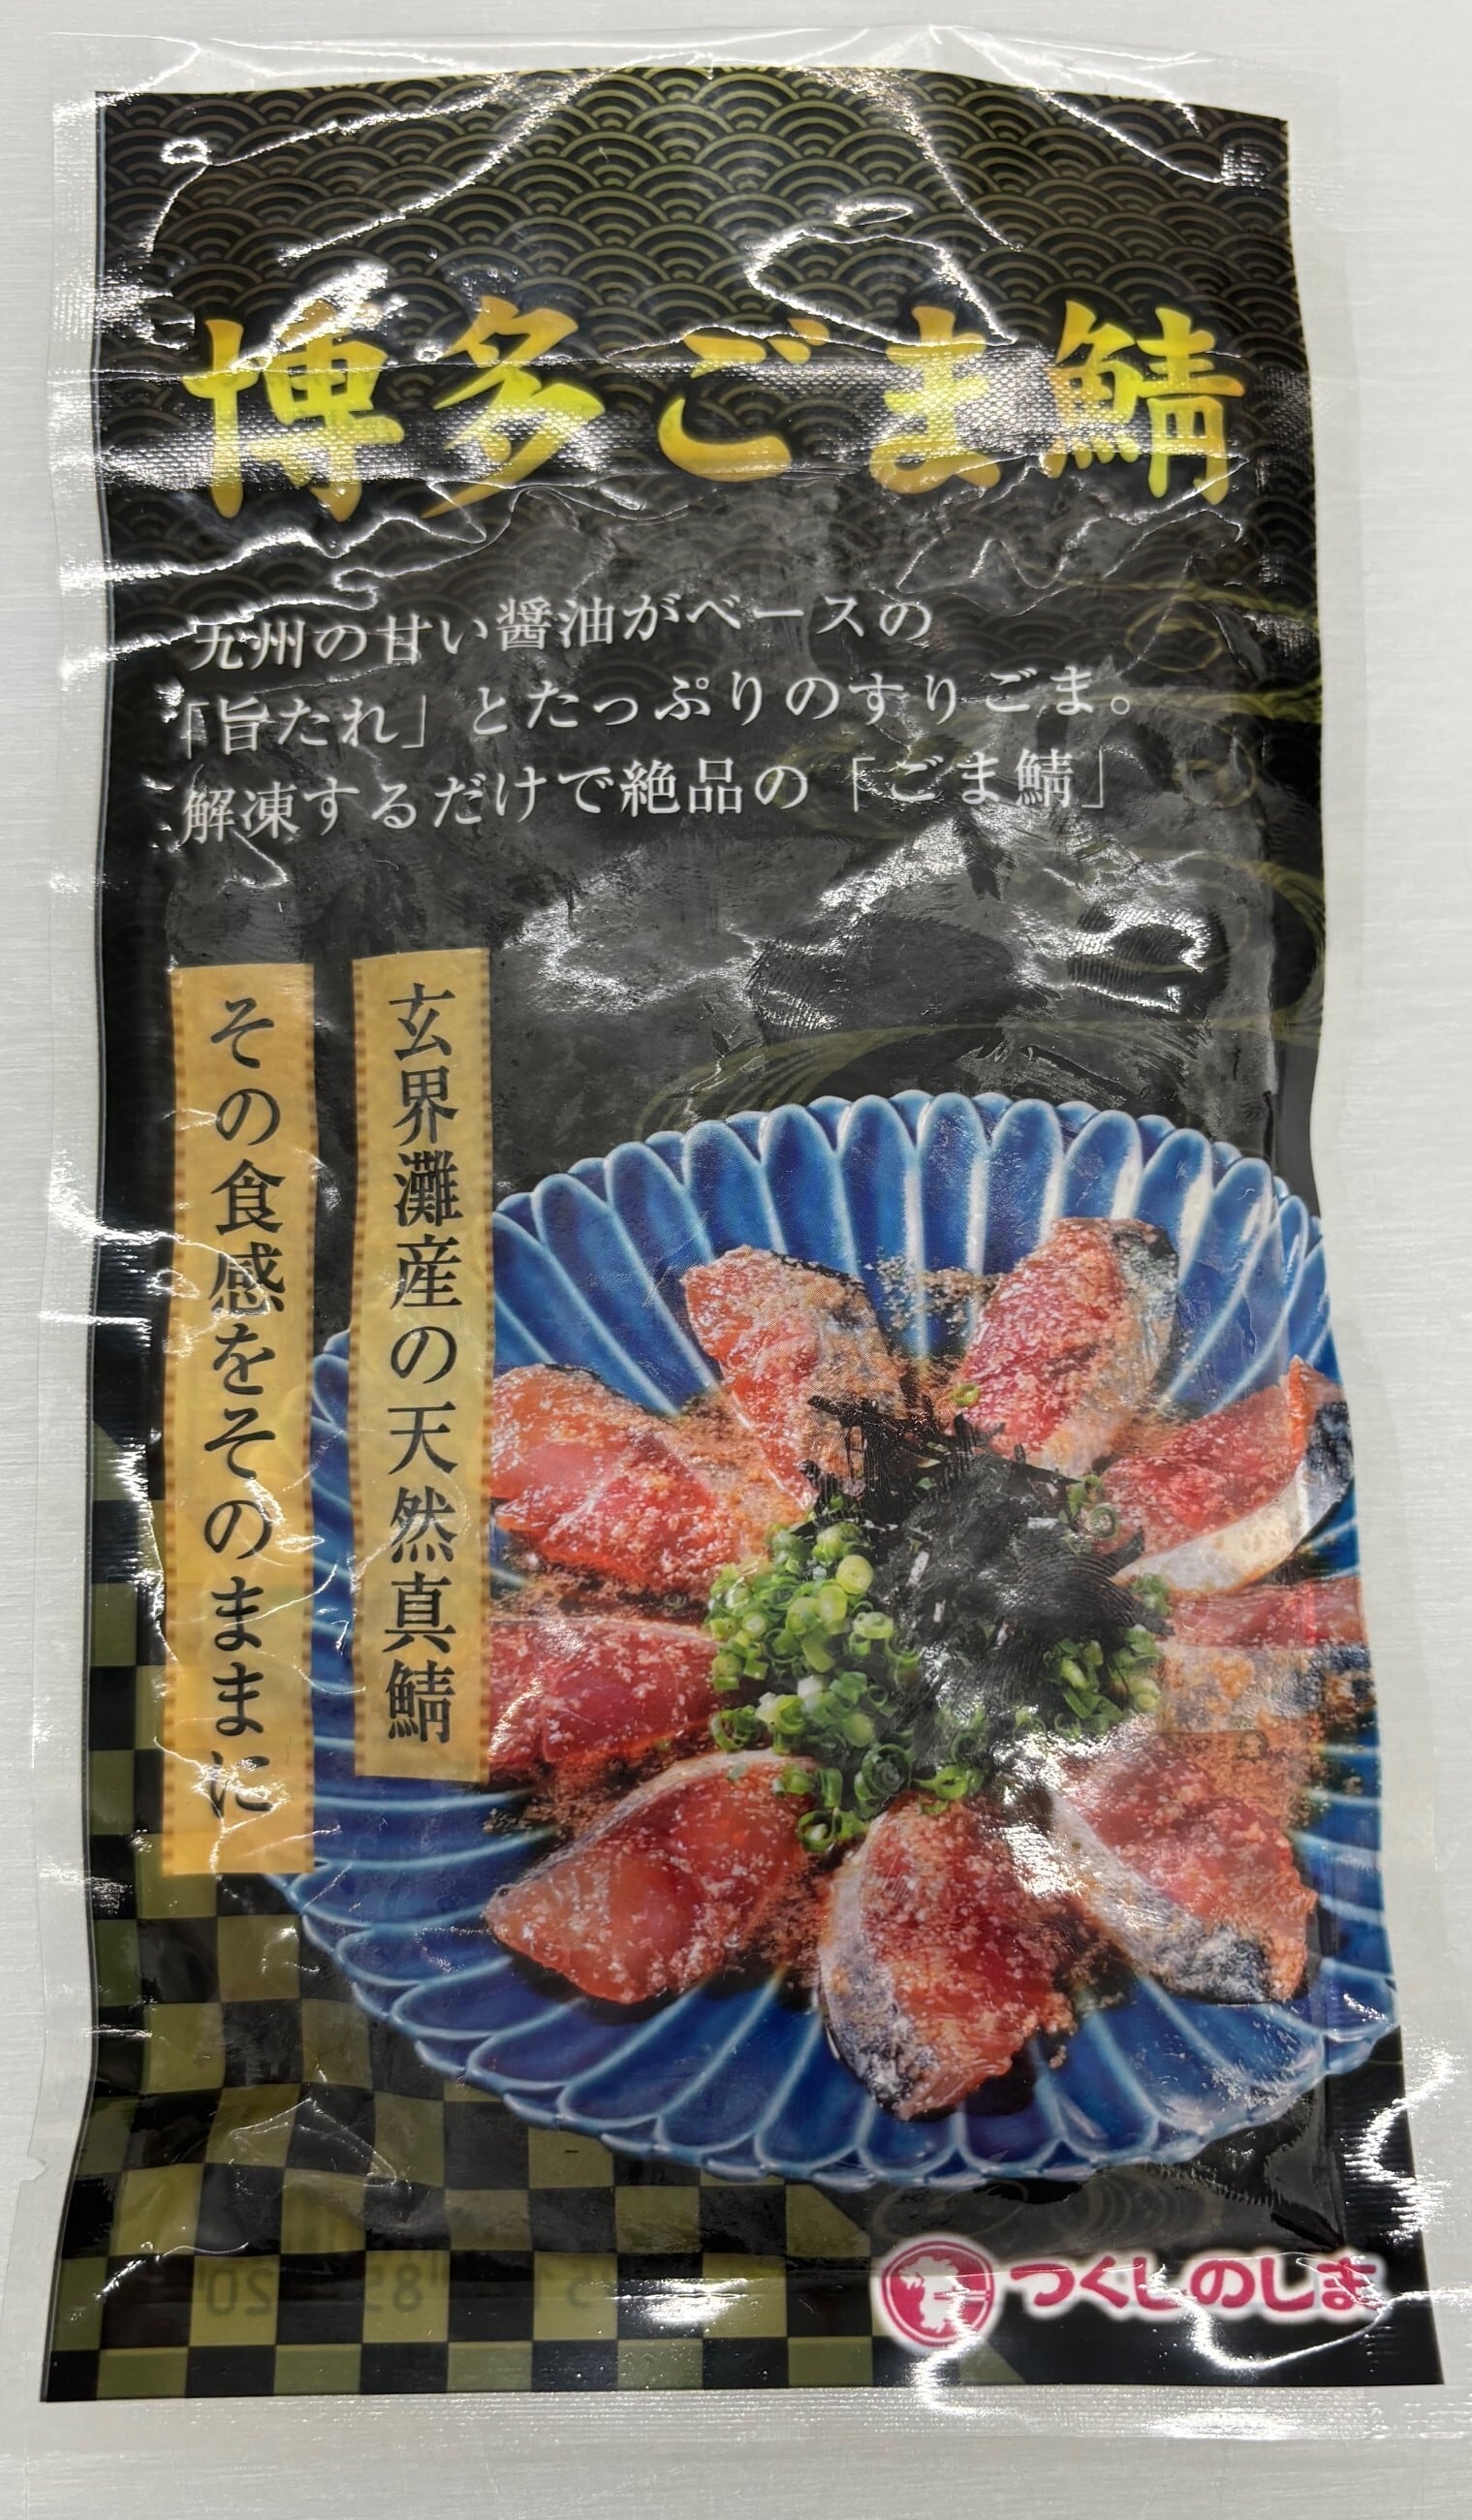 博多ごま鯖
九州の甘い醤油がベースの
「旨たれ」とたっぷりのすりごま。
解凍するだけで絶品の「ごま鯖」
玄界灘産の天然真鯖
その食感をそのままに
つくしのしま